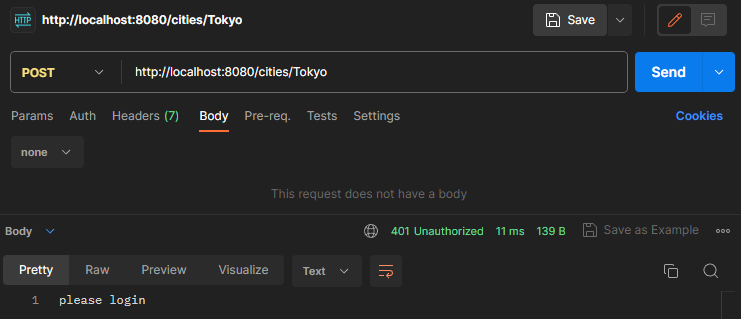 HTTP http://localhost:8080/cities/Tokyo Save
POST http://localhost:8080/cities/Tokyo Send
Params Auth Headers (7) Body Pre-req. Tests Settings Cookies
none
This request does not have a body
Body 401 Unauthorized 11 ms 139 B Save as Example
Pretty Raw Preview Visualize Text
1 please login